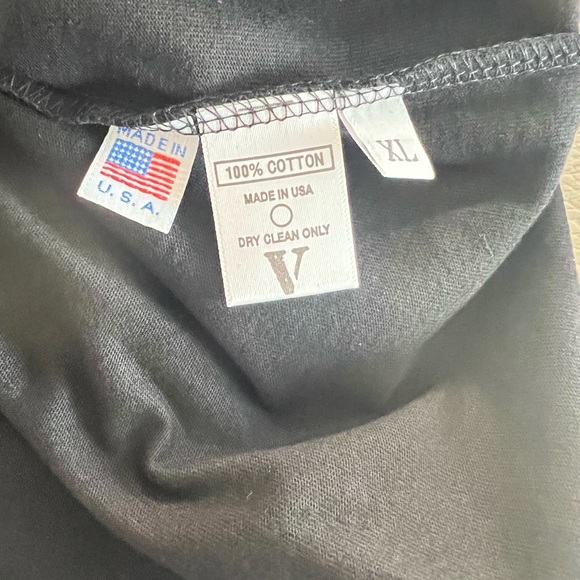 MADE IN
U.S.A.
100% COTTON
MADE IN USA
DRY CLEAN ONLY
V
XL